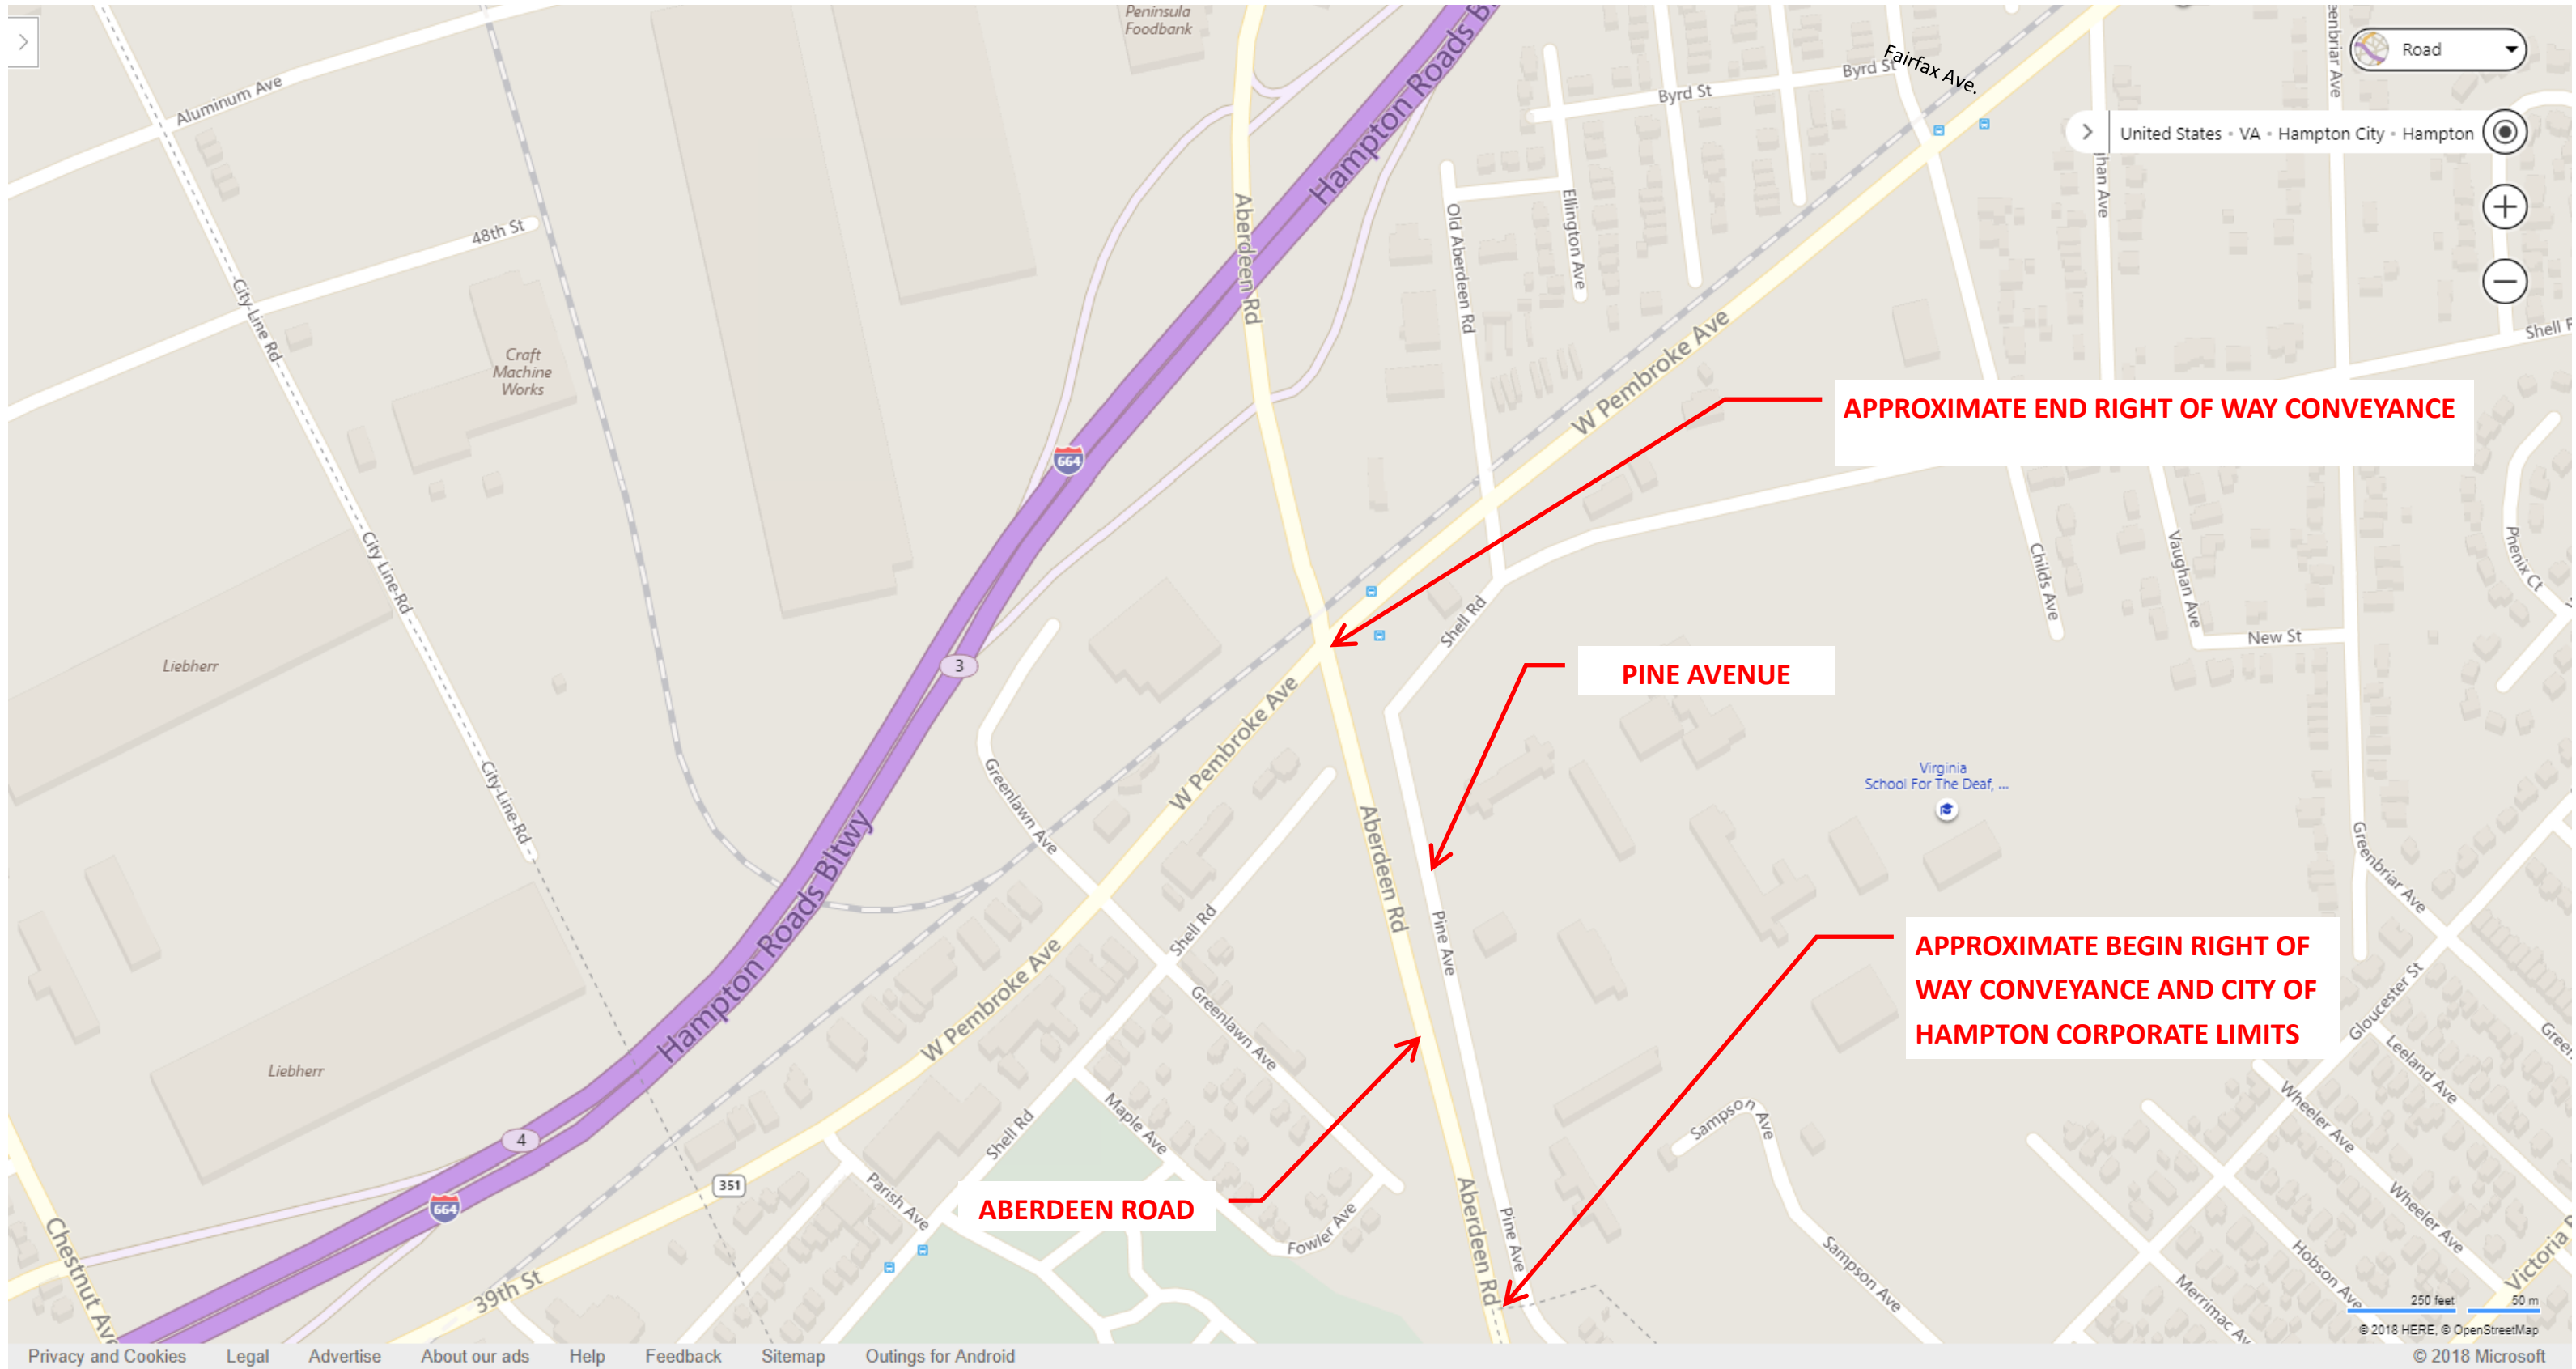 Peninsula
Foodbank
Hampton Roads B
Aluminum Ave
Byrd St
Byrd St
Fairfax Ave.
Road
United States • VA • Hampton City • Hampton
48th St
City Line Rd
Aberdeen Rd
Old Aberdeen Rd
Ellington Ave
Craft
Machine
Works
W Pembroke Ave
APPROXIMATE END RIGHT OF WAY CONVEYANCE
664
City Line Rd
Shell Rd
Childs Ave
Vaughan Ave
Phenix Ct
New St
Liebherr
3
PINE AVENUE
W Pembroke Ave
Virginia
School For The Deaf, ...
City Line Rd
Greenlawn Ave
Aberdeen Rd
Greenbriar Ave
Hampton Roads Bltwy
Shell Rd
Pine Ave
APPROXIMATE BEGIN RIGHT OF
WAY CONVEYANCE AND CITY OF
HAMPTON CORPORATE LIMITS
W Pembroke Ave
Greenlawn Ave
Gloucester St
Leeland Ave
Liebherr
Maple Ave
Shell Rd
Sampson Ave
Wheeler Ave
4
351
664
Parish Ave
ABERDEEN ROAD
Fowler Ave
Aberdeen Rd
Pine Ave
Sampson Ave
Wheeler Ave
Hobson Ave
Merrimac Av
Victoria
Chestnut Ave
39th St
250 feet 50 m
© 2018 HERE, © OpenStreetMap
Privacy and Cookies Legal Advertise About our ads Help Feedback Sitemap Outings for Android © 2018 Microsoft